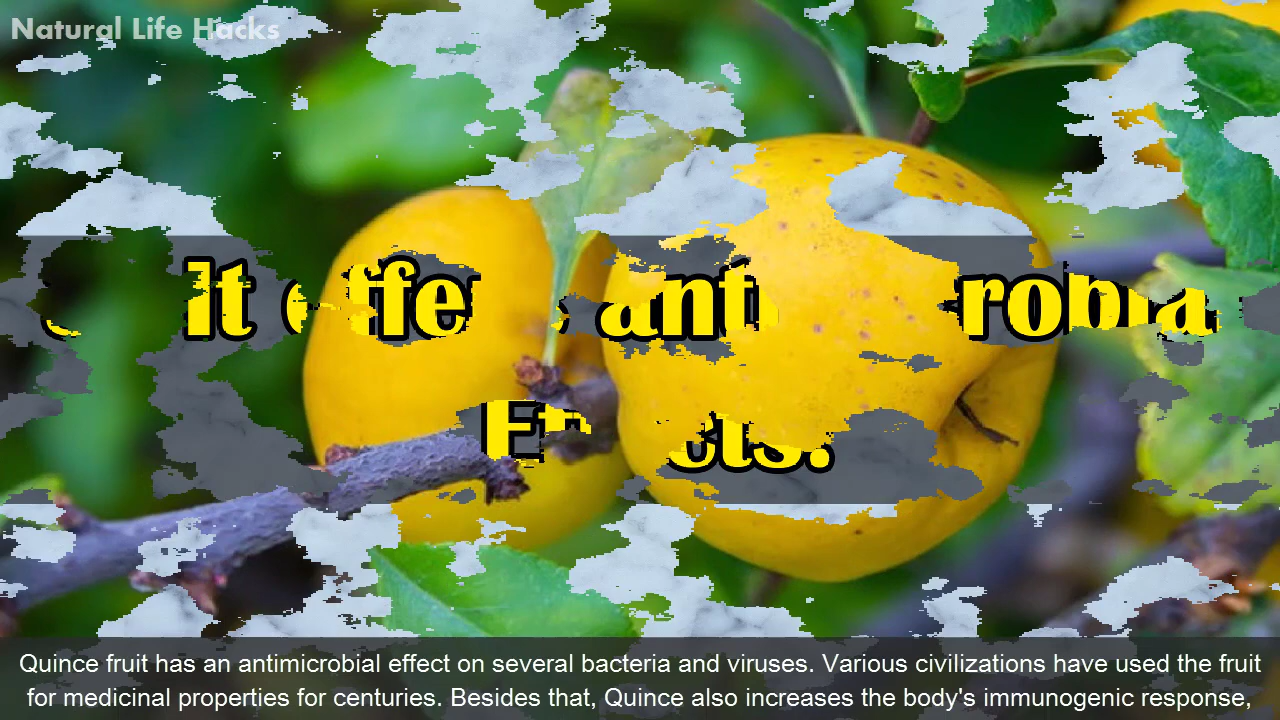 Natural Life Hacks
Quince fruit has an antimicrobial effect on several bacteria and viruses. Various civilizations have used the fruit
for medicinal properties for centuries. Besides that, Quince also increases the body's immunogenic response,